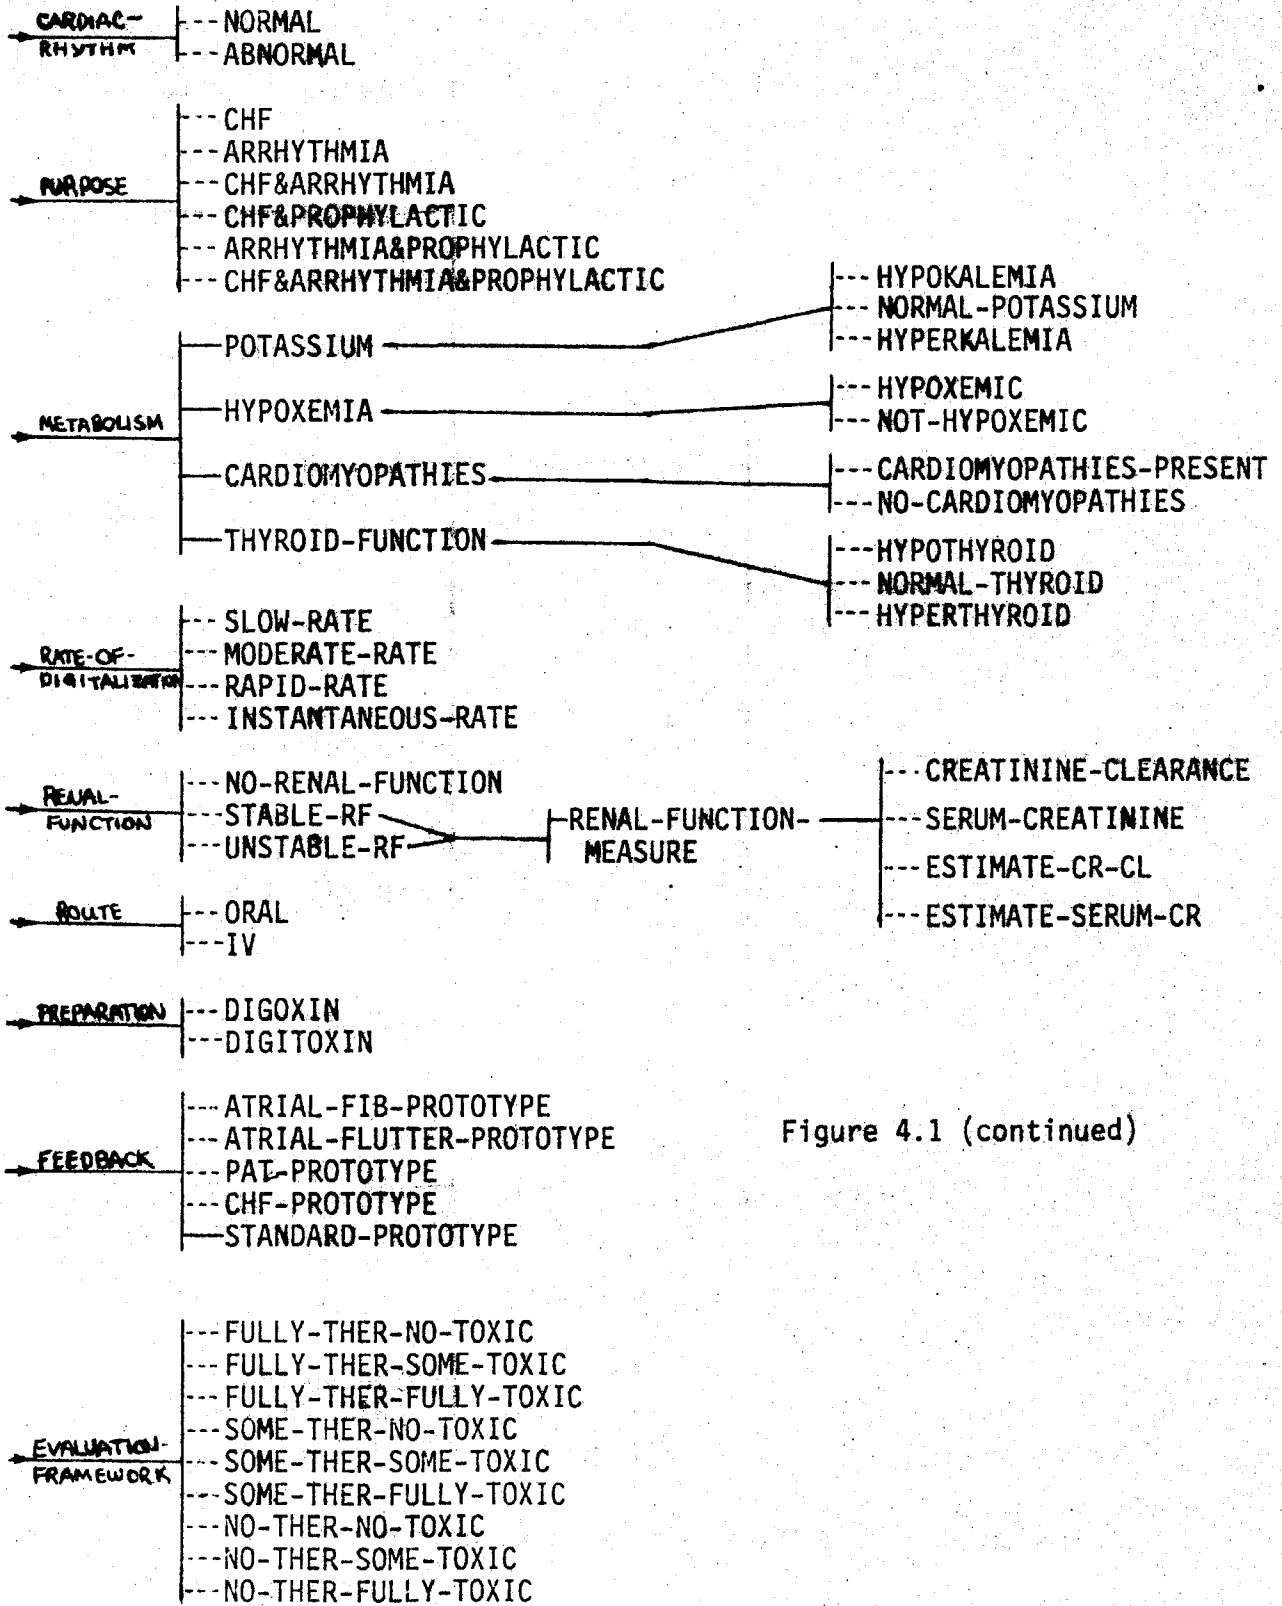 CARDIAC-
RHYTHM
---NORMAL
---ABNORMAL
PURPOSE
---CHF
---ARRHYTHMIA
---CHF&ARRHYTHMIA
---CHF&PROPHYLACTIC
---ARRHYTHMIA&PROPHYLACTIC
---CHF&ARRHYTHMIA&PROPHYLACTIC
METABOLISM
POTASSIUM
---HYPOKALEMIA
---NORMAL-POTASSIUM
---HYPERKALEMIA
HYPOXEMIA
---HYPOXEMIC
---NOT-HYPOXEMIC
CARDIOMYOPATHIES
---CARDIOMYOPATHIES-PRESENT
---NO-CARDIOMYOPATHIES
THYROID-FUNCTION
---HYPOTHYROID
---NORMAL-THYROID
---HYPERTHYROID
RATE-OF-
DIGITALIZATION
---SLOW-RATE
---MODERATE-RATE
---RAPID-RATE
---INSTANTANEOUS-RATE
RENAL-
FUNCTION
---NO-RENAL-FUNCTION
---STABLE-RF
---UNSTABLE-RF
RENAL-FUNCTION-
MEASURE
---CREATININE-CLEARANCE
---SERUM-CREATININE
---ESTIMATE-CR-CL
---ESTIMATE-SERUM-CR
ROUTE
---ORAL
---IV
PREPARATION
---DIGOXIN
---DIGITOXIN
FEEDBACK
---ATRIAL-FIB-PROTOTYPE
---ATRIAL-FLUTTER-PROTOTYPE
---PAT-PROTOTYPE
---CHF-PROTOTYPE
STANDARD-PROTOTYPE
Figure 4.1 (continued)
EVALUATION-
FRAMEWORK
---FULLY-THER-NO-TOXIC
---FULLY-THER-SOME-TOXIC
---FULLY-THER-FULLY-TOXIC
---SOME-THER-NO-TOXIC
---SOME-THER-SOME-TOXIC
---SOME-THER-FULLY-TOXIC
---NO-THER-NO-TOXIC
---NO-THER-SOME-TOXIC
---NO-THER-FULLY-TOXIC